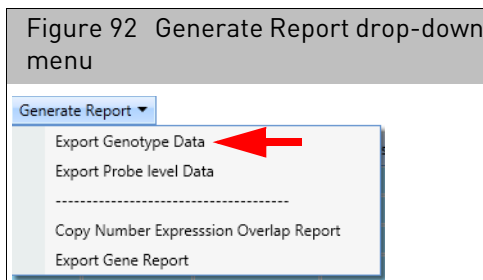 Figure 92 Generate Report drop-down
menu
Generate Report
Export Genotype Data
Export Probe level Data
--------------------------------------
Copy Number Expresssion Overlap Report
Export Gene Report